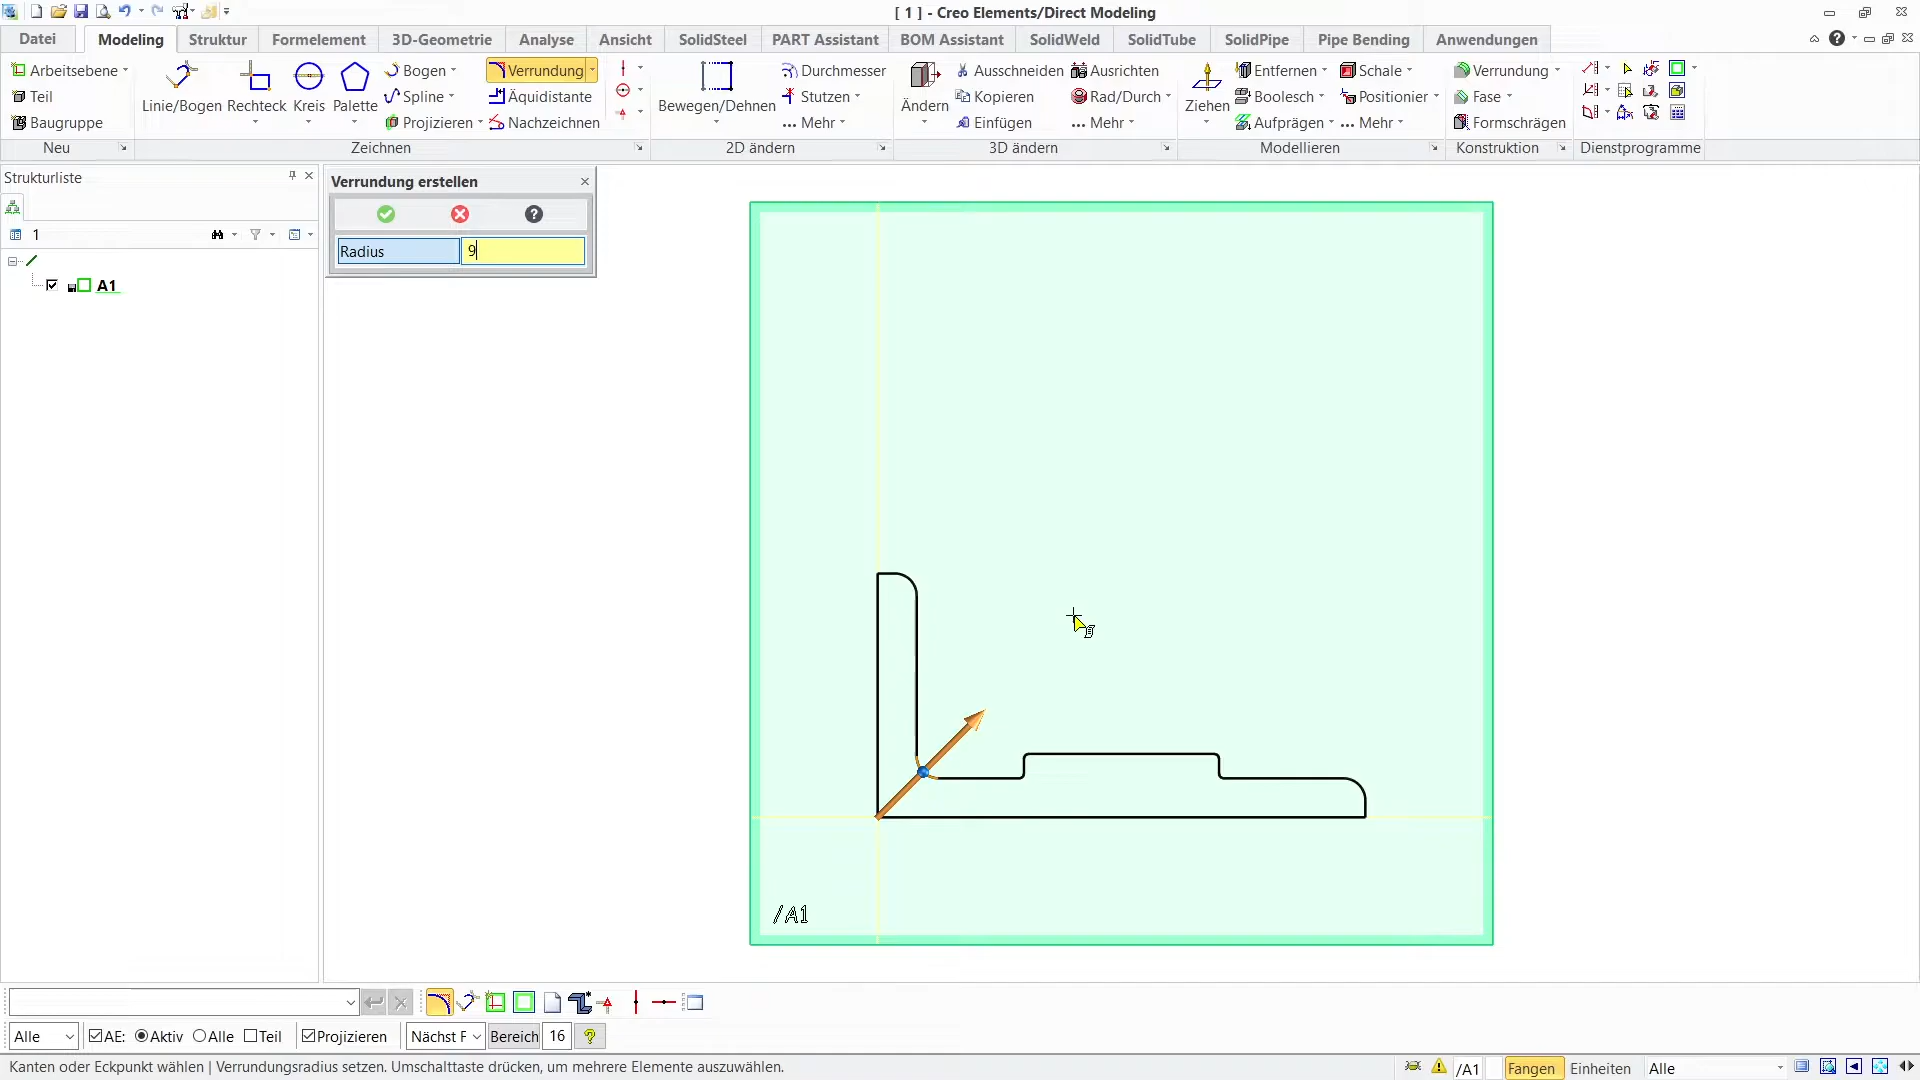 [ 1 ] - Creo Elements/Direct Modeling
Datei Modeling Struktur Formelement 3D-Geometrie Analyse Ansicht SolidSteel PART Assistant BOM Assistant SolidWeld SolidTube SolidPipe Pipe Bending Anwendungen
Arbeitsebene Bogen Verrundung Durchmesser Ausschneiden Ausrichten Entfernen Schale Verrundung
Teil Linie/Bogen Rechteck Kreis Palette Spline Äquidistante Bewegen/Dehnen Stutzen Ändern Kopieren Rad/Durch Ziehen Boolesch Positionier Fase
Baugruppe Projizieren Nachzeichnen ... Mehr Einfügen ... Mehr Aufprägen ... Mehr Formschrägen
Neu Zeichnen 2D ändern 3D ändern Modellieren Konstruktion Dienstprogramme
Strukturliste
1
A1
Verrundung erstellen
Radius 9
/A1
Alle AE: Aktiv Alle Teil Projizieren Nächst F Bereich 16
Kanten oder Eckpunkt wählen | Verrundungsradius setzen. Umschalttaste drücken, um mehrere Elemente auszuwählen. /A1 Fangen Einheiten Alle